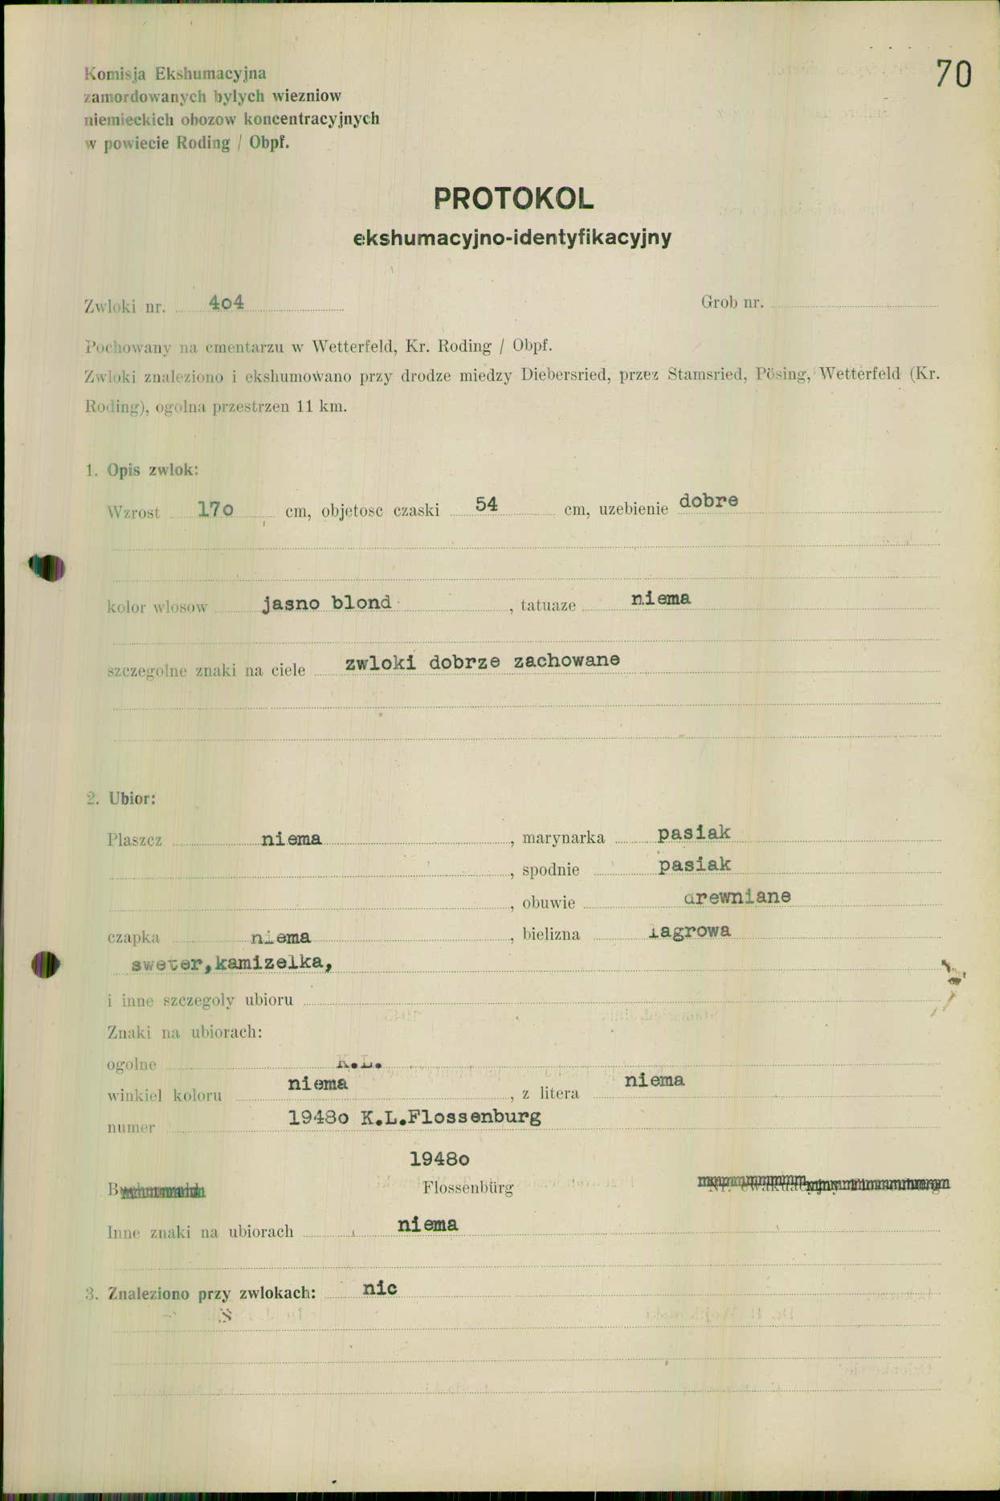 70
Komisja Ekshumacyjna
zamordowanych bylych wiezniow
niemieckich obozow koncentracyjnych
w powiecie Roding / Obpf.
PROTOKOL
ekshumacyjno-identyfikacyjny
Zwloki nr. 4o4 Grob nr.
Pochowany na cmentarzu w Wetterfeld, Kr. Roding / Obpf.
Zwloki znaleziono i ekshumowano przy drodze miedzy Diebersried, przez Stamsried, Pösing, Wetterfeld (Kr.
Roding), ogolna przestrzen 11 km.
1. Opis zwlok:
Wzrost 17o cm, objetosc czaski 54 cm, uzebienie dobre
kolor wlosow jasno blond , tatuaze niema
szczegolne znaki na ciele zwloki dobrze zachowane
2. Ubior:
Plaszcz niema , marynarka pasiak
, spodnie pasiak
, obuwie drewniane
czapka niema , bielizna lagrowa
sweter,kamizelka,
i inne szczegoly ubioru
Znaki na ubiorach:
ogolne K.L.
winkiel koloru niema , z litera niema
numer 1948o K.L.Flossenburg
1948o
Flossenbürg
Inne znaki na ubiorach niema
3. Znaleziono przy zwlokach: nic